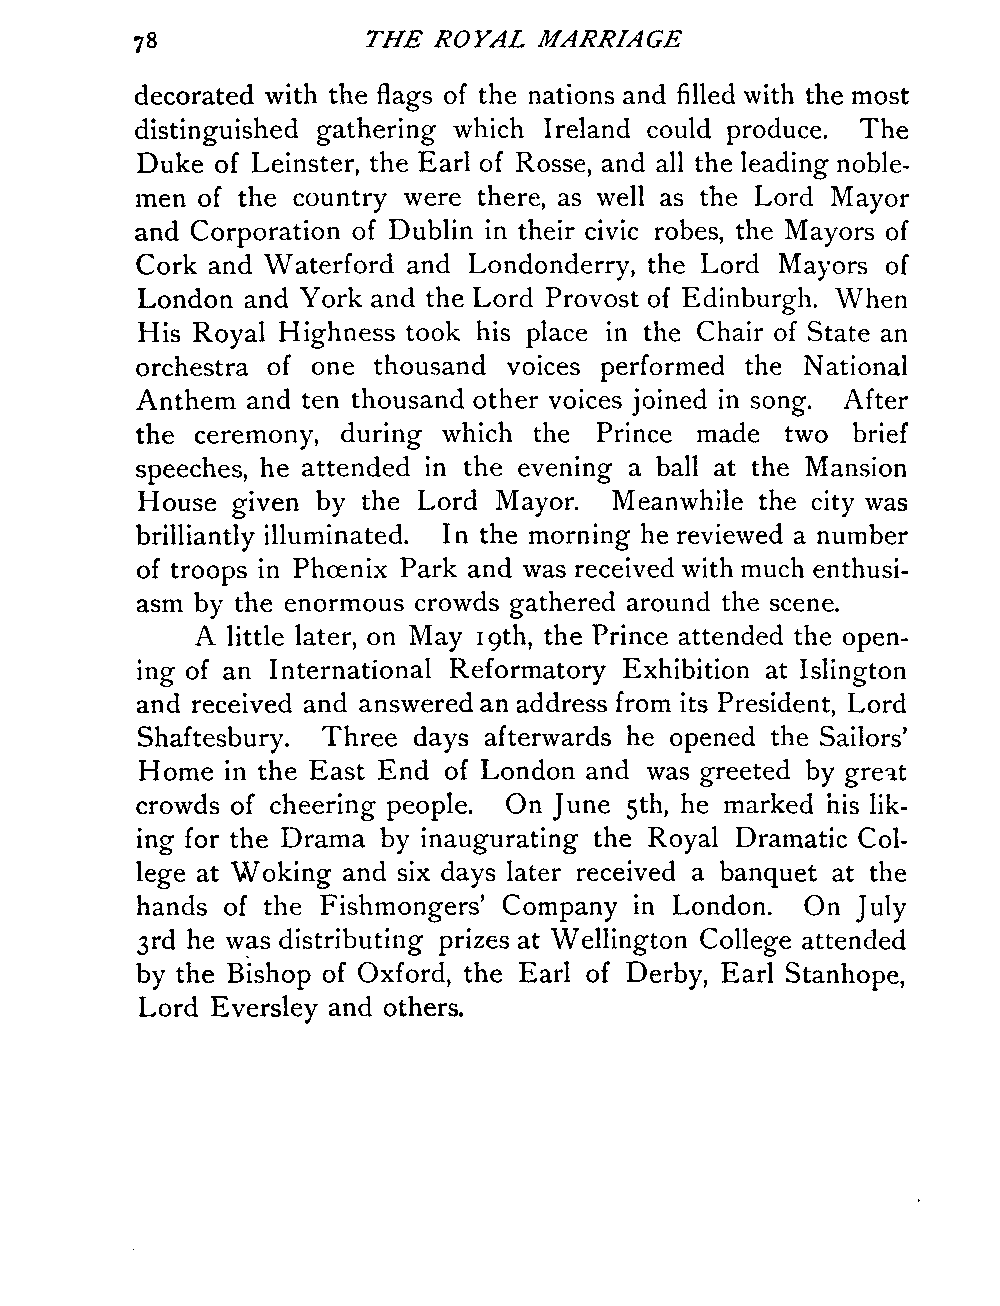 78 THE ROYAL MARRIAGE
decorated with the flags of the nations and filled with the most
distinguished gathering which Ireland could produce. The
Duke of Leinster, the Earl of Rosse, and all the leading noble-
men of the country were there, as well as the Lord Mayor
and Corporation of Dublin in their civic robes, the Mayors of
Cork and Waterford and Londonderry, the Lord Mayors of
London and York and the Lord Provost of Edinburgh. When
His Royal Highness took his place in the Chair of State an
orchestra of one thousand voices performed the National
Anthem and ten thousand other voices joined in song. After
the ceremony, during which the Prince made two brief
speeches, he attended in the evening a ball at the Mansion
House given by the Lord Mayor. Meanwhile the city was
brilliantly illuminated. In the morning he reviewed a number
of troops in Phœnix Park and was received with much enthusi-
asm by the enormous crowds gathered around the scene.
A little later, on May 19th, the Prince attended the open-
ing of an International Reformatory Exhibition at Islington
and received and answered an address from its President, Lord
Shaftesbury. Three days afterwards he opened the Sailors'
Home in the East End of London and was greeted by great
crowds of cheering people. On June 5th, he marked his lik-
ing for the Drama by inaugurating the Royal Dramatic Col-
lege at Woking and six days later received a banquet at the
hands of the Fishmongers' Company in London. On July
3rd he was distributing prizes at Wellington College attended
by the Bishop of Oxford, the Earl of Derby, Earl Stanhope,
Lord Eversley and others.